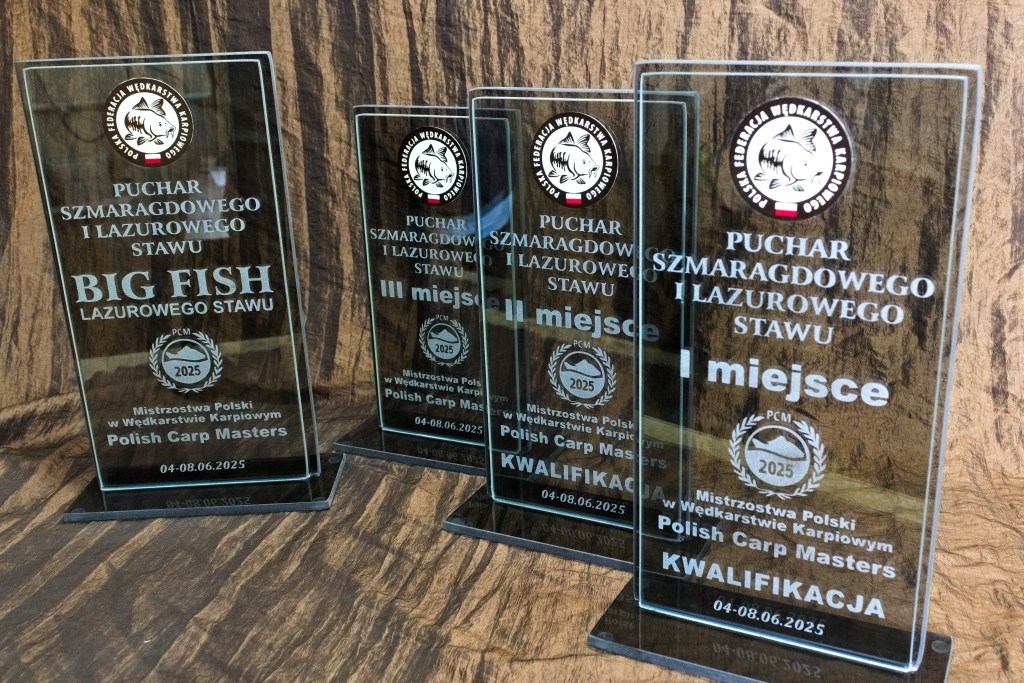 POLSKA FEDERACJA WĘDKARSTWA KARPIOWEGO
PUCHAR
SZMARAGDOWEGO
I LAZUROWEGO
STAWU
BIG FISH
LAZUROWEGO STAWU
PCM
2025
Mistrzostwa Polski
w Wędkarstwie Karpiowym
Polish Carp Masters
04-08.06.2025
POLSKA FEDERACJA WĘDKARSTWA KARPIOWEGO
PUCHAR
SZMARAGDOWEGO
I LAZUROWEGO
STAWU
III miejsce
PCM
2025
Mistrzostwa Polski
w Wędkarstwie Karpiowym
Polish Carp Masters
04-08.06.2025
POLSKA FEDERACJA WĘDKARSTWA KARPIOWEGO
PUCHAR
SZMARAGDOWEGO
I LAZUROWEGO
STAWU
II miejsce
PCM
2025
Mistrzostwa Polski
w Wędkarstwie Karpiowym
Polish Carp Masters
KWALIFIKACJA
04-08.06.2025
POLSKA FEDERACJA WĘDKARSTWA KARPIOWEGO
PUCHAR
SZMARAGDOWEGO
I LAZUROWEGO
STAWU
I miejsce
PCM
2025
Mistrzostwa Polski
w Wędkarstwie Karpiowym
Polish Carp Masters
KWALIFIKACJA
04-08.06.2025